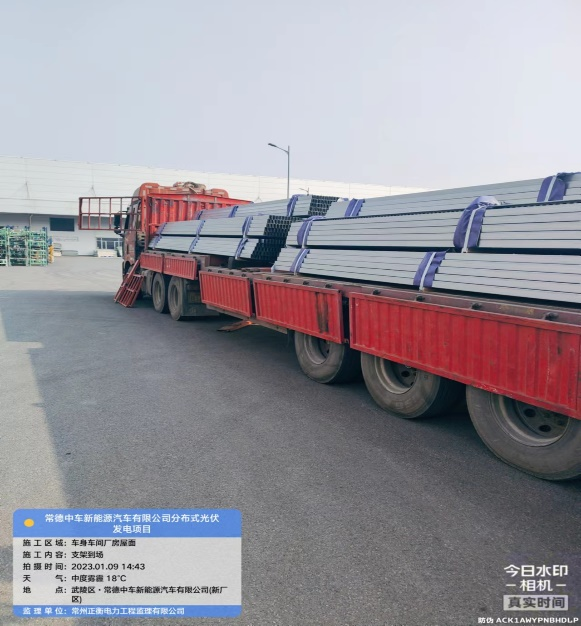 常德中车新能源汽车有限公司分布式光伏
发电项目
施工区域：车身车间厂房屋面
施工内容：支架到场
拍摄时间：2023.01.09 14:43
天 气：中度雾霾 18℃
地 点：武陵区·常德中车新能源汽车有限公司(新厂
区)
监理单位：常州正衡电力工程监理有限公司
今日水印
相机
真实时间
防伪 ACK1AWYPNBHDLP